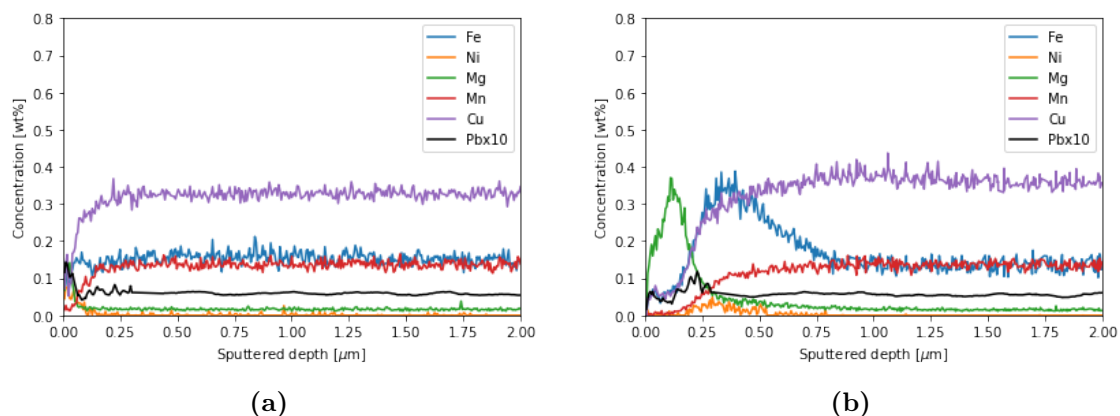 0.8
0.7
0.6
0.5
0.4
0.3
0.2
0.1
0.0
Concentration [wt%]
0.00 0.25 0.50 0.75 1.00 1.25 1.50 1.75 2.00
Sputtered depth [μm]
Fe
Ni
Mg
Mn
Cu
Pbx10
(a)
0.8
0.7
0.6
0.5
0.4
0.3
0.2
0.1
0.0
Concentration [wt%]
0.00 0.25 0.50 0.75 1.00 1.25 1.50 1.75 2.00
Sputtered depth [μm]
Fe
Ni
Mg
Mn
Cu
Pbx10
(b)